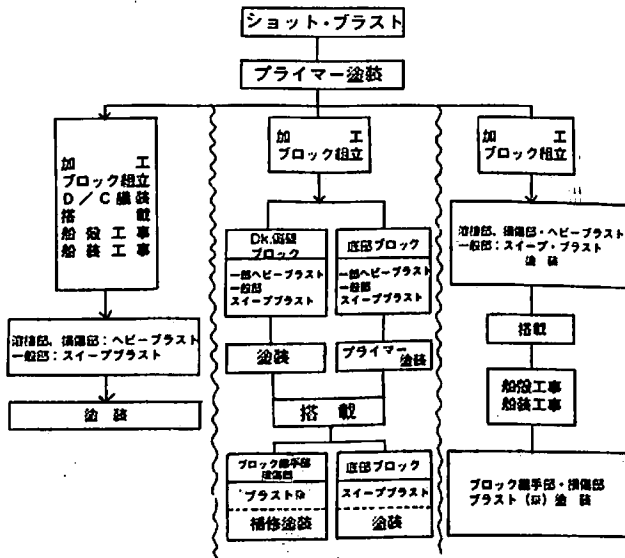 ショット・ブラスト
プライマー塗装
加工
ブロック組立
D/C艤装
搭載
船殻工事
船装工事
溶接部、損傷部:ヘビーブラスト
一般部:スイープブラスト
塗装
加工
ブロック組立
Dk.側壁
ブロック
一部ヘビーブラスト
一般部
スイープブラスト
塗装
底部ブロック
一部ヘビーブラスト
一般部
スイープブラスト
プライマー
塗装
搭載
ブロック継手部
損傷部
ブラスト
補修塗装
底部ブロック
スイープブラスト
塗装
加工
ブロック組立
溶接部、損傷部・ヘビーブラスト
一般部:スイープ・ブラスト
塗装
搭載
船殻工事
船装工事
ブロック継手部・損傷部
ブラスト 塗装